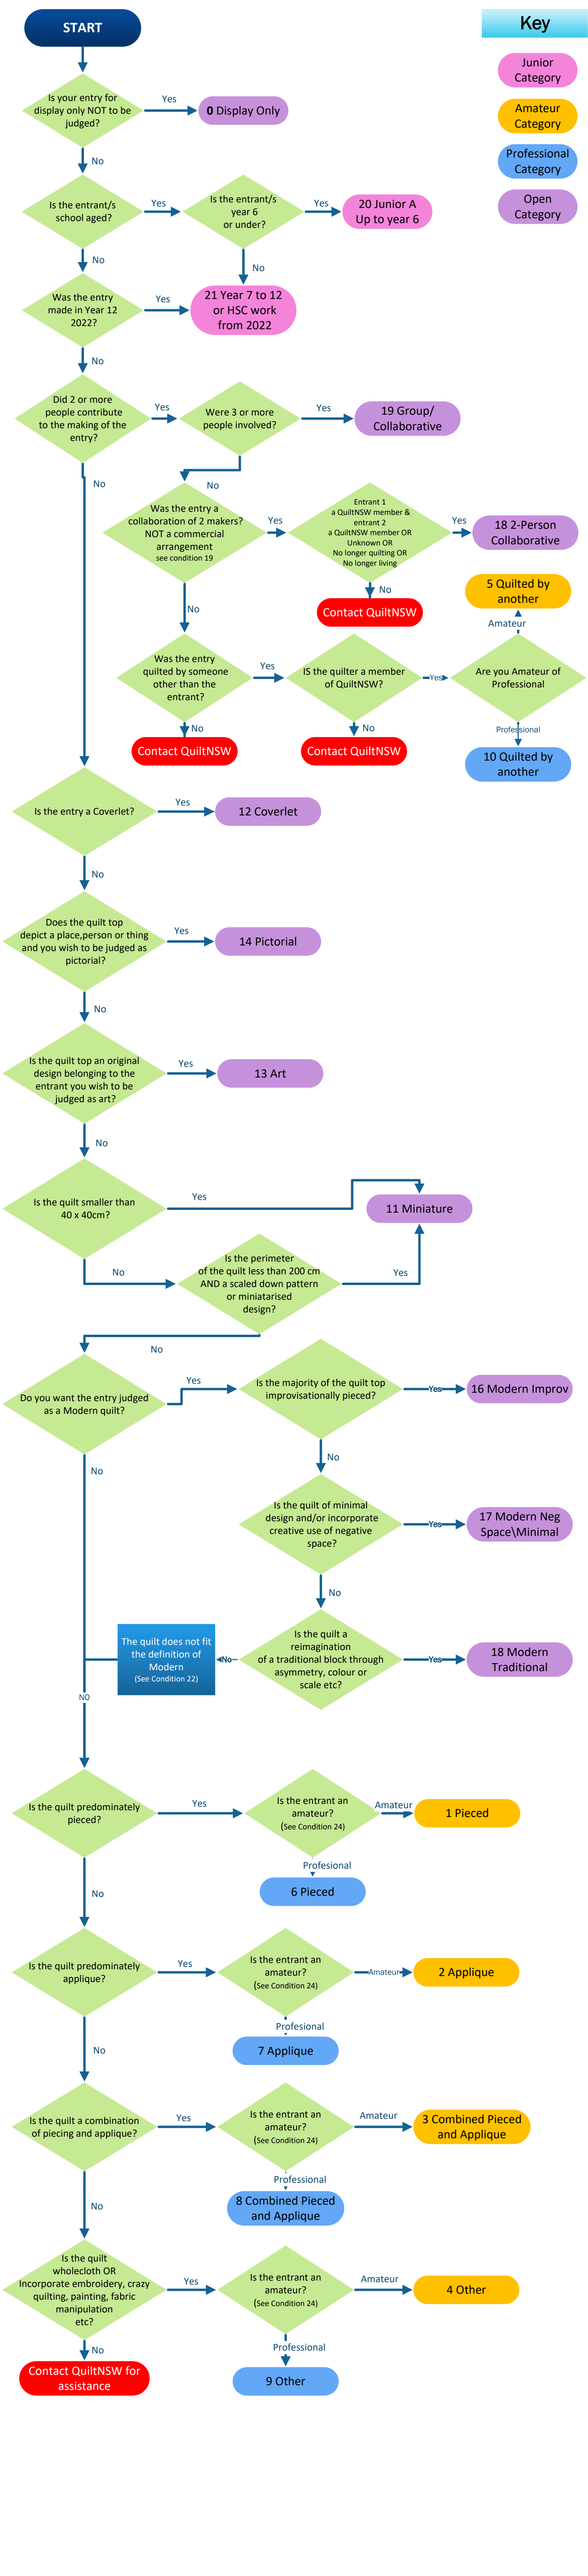 START
Key
Junior
Category
Amateur
Category
Professional
Category
Open
Category
Is your entry for
display only NOT to be
judged?
Yes
0 Display Only
No
Is the entrant/s
school aged?
Yes
Is the entrant/s
year 6
or under?
Yes
20 Junior A
Up to year 6
No
No
Was the entry
made in Year 12
2022?
Yes
21 Year 7 to 12
or HSC work
from 2022
No
Did 2 or more
people contribute
to the making of the
entry?
Yes
Were 3 or more
people involved?
Yes
19 Group/
Collaborative
No
No
Was the entry a
collaboration of 2 makers?
NOT a commercial
arrangement
see condition 19
Yes
Entrant 1
a QuiltNSW member &
entrant 2
a QuiltNSW member OR
Unknown OR
No longer quilting OR
No longer living
Yes
18 2-Person
Collaborative
No
Contact QuiltNSW
No
5 Quilted by
another
Amateur
Was the entry
quilted by someone
other than the
entrant?
Yes
IS the quilter a member
of QuiltNSW?
Yes
Are you Amateur of
Professional
No
Contact QuiltNSW
No
Contact QuiltNSW
Professional
10 Quilted by
another
Is the entry a Coverlet?
Yes
12 Coverlet
No
Does the quilt top
depict a place,person or thing
and you wish to be judged as
pictorial?
Yes
14 Pictorial
No
Is the quilt top an original
design belonging to the
entrant you wish to be
judged as art?
Yes
13 Art
No
Is the quilt smaller than
40 x 40cm?
Yes
11 Miniature
No
Is the perimeter
of the quilt less than 200 cm
AND a scaled down pattern
or miniatarised
design?
Yes
No
Do you want the entry judged
as a Modern quilt?
Yes
Is the majority of the quilt top
improvisationally pieced?
Yes
16 Modern Improv
No
No
Is the quilt of minimal
design and/or incorporate
creative use of negative
space?
Yes
17 Modern Neg
Space\Minimal
No
Is the quilt a
reimagination
of a traditional block through
asymmetry, colour or
scale etc?
Yes
18 Modern
Traditional
No
The quilt does not fit
the definition of
Modern
(See Condition 22)
NO
Is the quilt predominately
pieced?
Yes
Is the entrant an
amateur?
(See Condition 24)
Amateur
1 Pieced
Profesional
6 Pieced
No
Is the quilt predominately
applique?
Yes
Is the entrant an
amateur?
(See Condition 24)
Amateur
2 Applique
Profesional
7 Applique
No
Is the quilt a combination
of piecing and applique?
Yes
Is the entrant an
amateur?
(See Condition 24)
Amateur
3 Combined Pieced
and Applique
Professional
8 Combined Pieced
and Applique
No
Is the quilt
wholecloth OR
Incorporate embroidery, crazy
quilting, painting, fabric
manipulation
etc?
Yes
Is the entrant an
amateur?
(See Condition 24)
Amateur
4 Other
Professional
9 Other
No
Contact QuiltNSW for
assistance